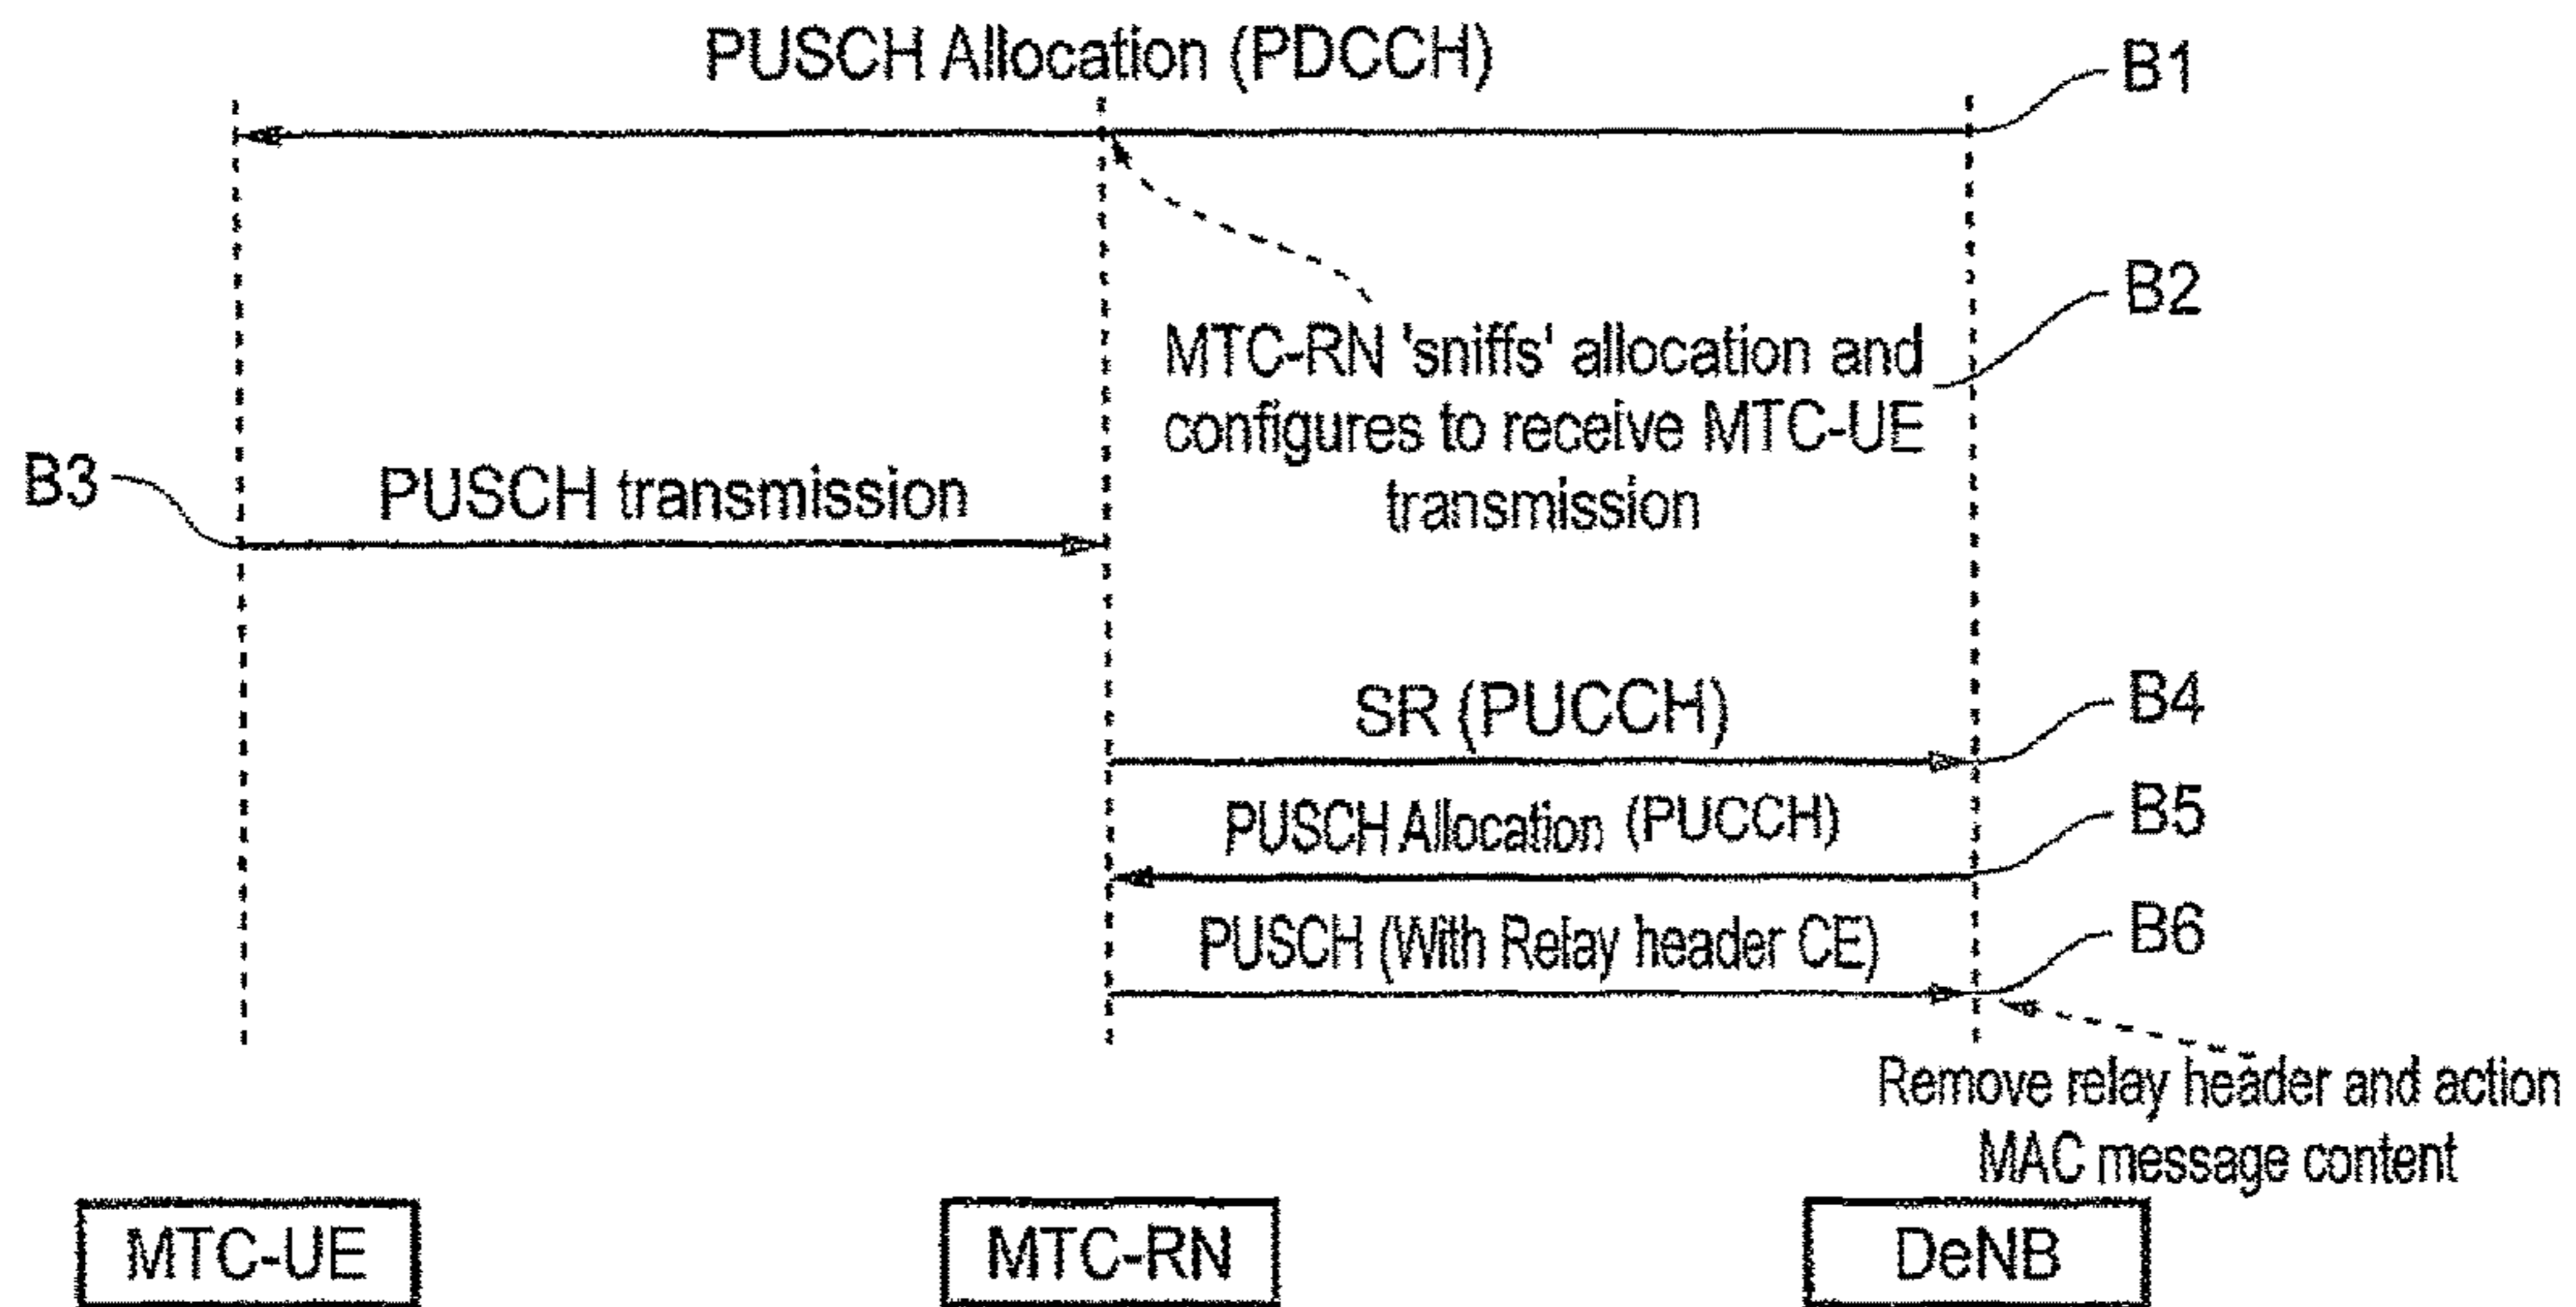 PUSCH Allocation (PDCCH)
B1
B2
MTC-RN 'sniffs' allocation and
configures to receive MTC-UE
transmission
B3
PUSCH transmission
SR (PUCCH)
B4
PUSCH Allocation (PUCCH)
B5
PUSCH (With Relay header CE)
B6
Remove relay header and action
MAC message content
MTC-UE
MTC-RN
DeNB